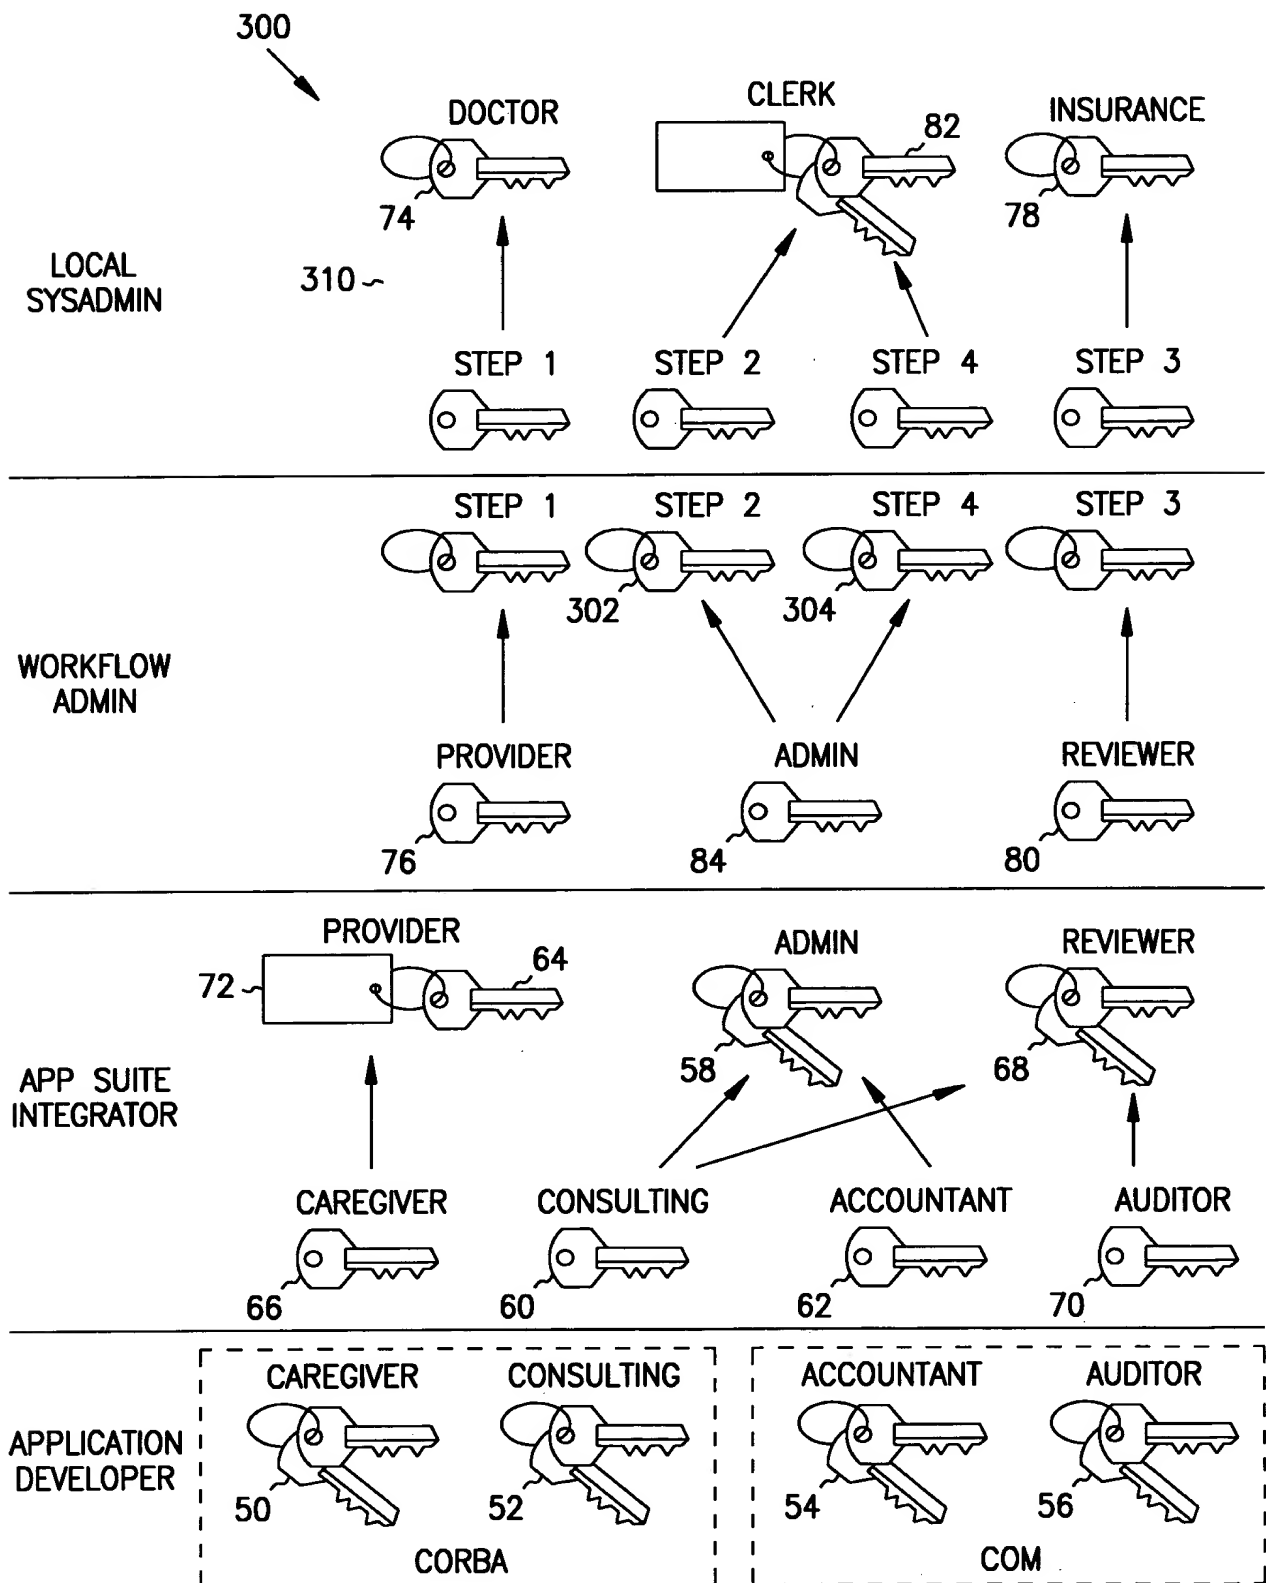 300
DOCTOR
CLERK
INSURANCE
82
74
78
LOCAL
SYSADMIN
310
STEP 1
STEP 2
STEP 4
STEP 3
STEP 1
STEP 2
STEP 4
STEP 3
302
304
WORKFLOW
ADMIN
PROVIDER
ADMIN
REVIEWER
76
84
80
PROVIDER
ADMIN
REVIEWER
72
64
58
68
APP SUITE
INTEGRATOR
CAREGIVER
CONSULTING
ACCOUNTANT
AUDITOR
66
60
62
70
CAREGIVER
CONSULTING
ACCOUNTANT
AUDITOR
APPLICATION
DEVELOPER
50
52
54
56
CORBA
COM